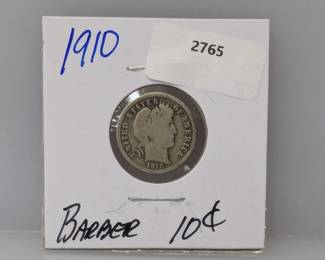 1910
2765
UNITED STATES OF AMERICA
1910
BARBER 10¢